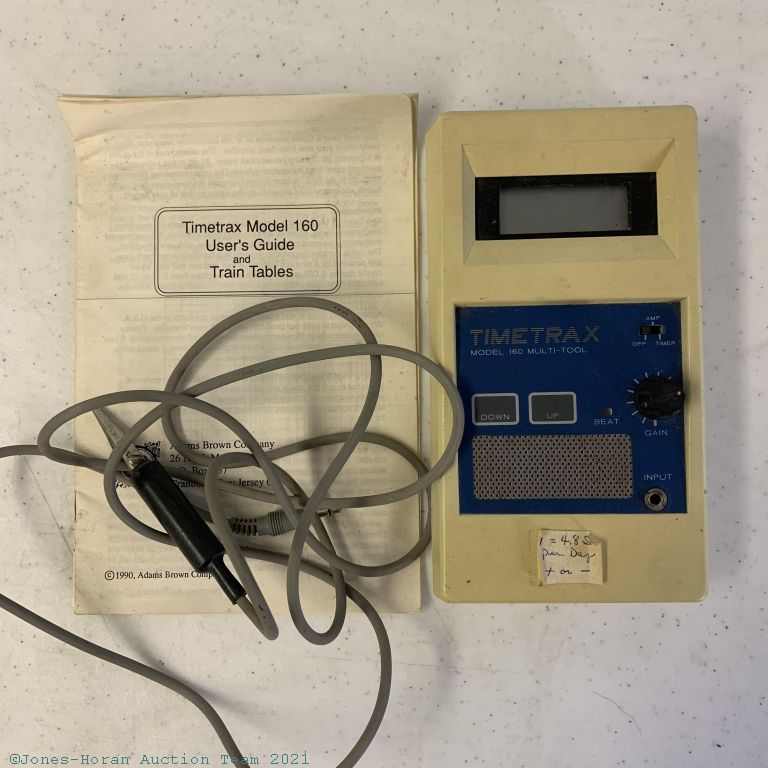 Timetrax Model 160
User's Guide
and
Train Tables
Adams Brown Company
26 N.
Jersey
©1990, Adams Brown
TIMETRAX
MODEL 160 MULTI-TOOL
AMP
OFF TIMER
DOWN
UP
BEAT
GAIN
INPUT
1 = 4.8
per Day
+ or -
©Jones-Horan Auction Team 2021